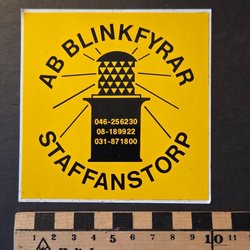 AB BLINKFYRAR
046-256230
08-189922
031-871800
STAFFANSTORP
1 2 3 4 5 6 7 8 9 10 11